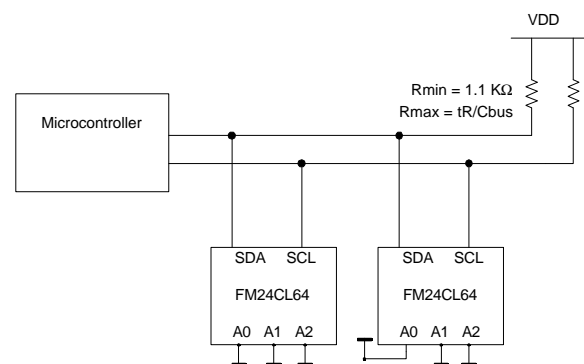 VDD
Rmin = 1.1 KΩ
Rmax = tR/Cbus
Microcontroller
SDA SCL
FM24CL64
A0 A1 A2
SDA SCL
FM24CL64
A0 A1 A2